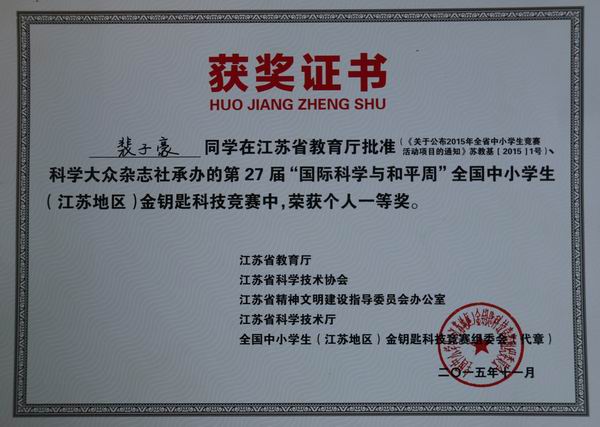 获奖证书
HUO JIANG ZHENG SHU
裴子豪 同学在江苏省教育厅批准(《关于公布2015年全省中小学生竞赛活动项目的通知》苏教基[2015]1号)、
科学大众杂志社承办的第27届“国际科学与和平周”全国中小学生
(江苏地区)金钥匙科技竞赛中,荣获个人一等奖。
江苏省教育厅
江苏省科学技术协会
江苏省精神文明建设指导委员会办公室
江苏省科学技术厅
全国中小学生(江苏地区)金钥匙科技竞赛组委会(代章)
二〇一五年十一月